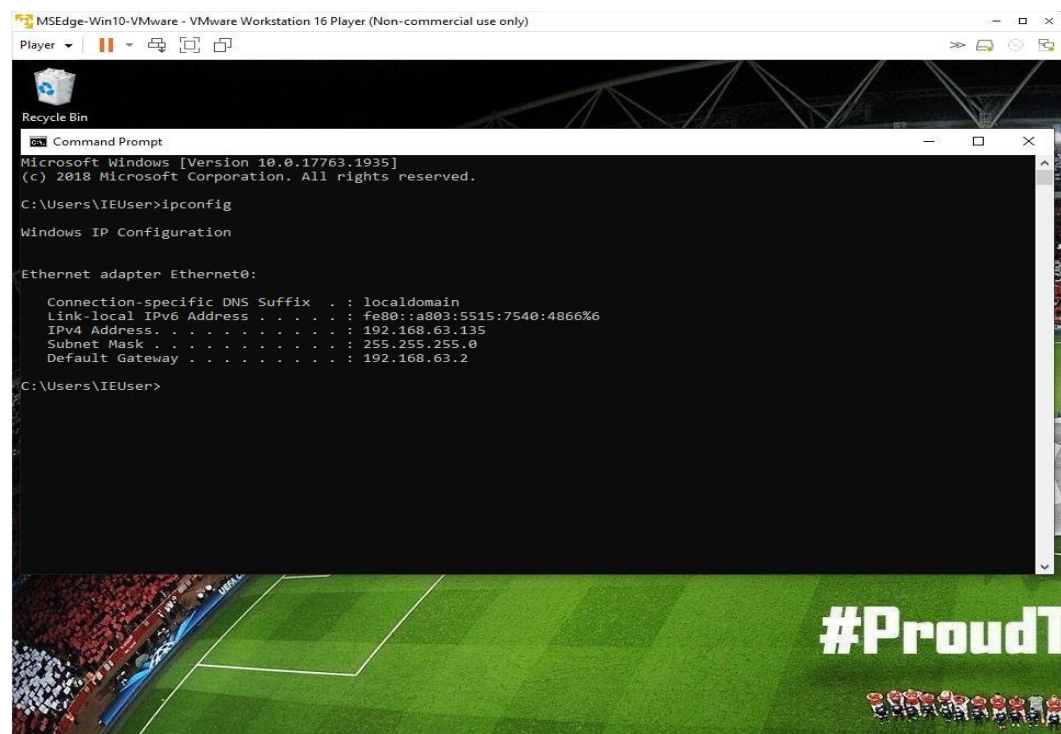 MSEdge-Win10-VMware - VMware Workstation 16 Player (Non-commercial use only)
Player
Recycle Bin
Command Prompt
Microsoft Windows [Version 10.0.17763.1935]
(c) 2018 Microsoft Corporation. All rights reserved.
C:\Users\IEUser>ipconfig
Windows IP Configuration
Ethernet adapter Ethernet0:
Connection-specific DNS Suffix  . : localdomain
Link-local IPv6 Address . . . . . : fe80::a803:5515:7540:4866%6
IPv4 Address. . . . . . . . . . . : 192.168.63.135
Subnet Mask . . . . . . . . . . . : 255.255.255.0
Default Gateway . . . . . . . . . : 192.168.63.2
C:\Users\IEUser>
UEFA
#ProudT